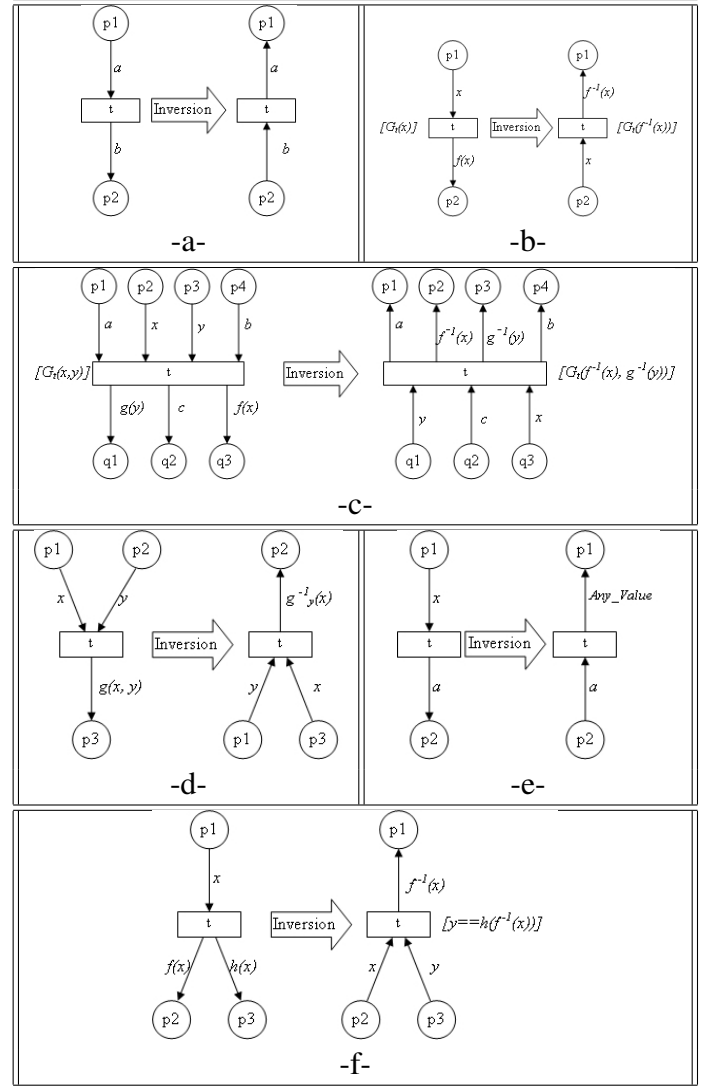 p1 p1
a a
t Inversion t
b b
p2 p2
-a-
p1 p1
x f⁻¹(x)
[Gₜ(x)] t Inversion t [Gₜ(f⁻¹(x))]
f(x) x
p2 p2
-b-
p1 p2 p3 p4 p1 p2 p3 p4
a x y b a f⁻¹(x) g⁻¹(y) b
[Gₜ(x,y)] t Inversion t [Gₜ(f⁻¹(x), g⁻¹(y))]
g(y) c f(x) y c x
q1 q2 q3 q1 q2 q3
-c-
p1 p2 p2
x y g⁻¹y(x)
t Inversion t
g(x, y) y x
p3 p1 p3
-d-
p1 p1
x Any_Value
t Inversion t
a a
p2 p2
-e-
p1 p1
x f⁻¹(x)
t Inversion t [y==h(f⁻¹(x))]
f(x) h(x) x y
p2 p3 p2 p3
-f-